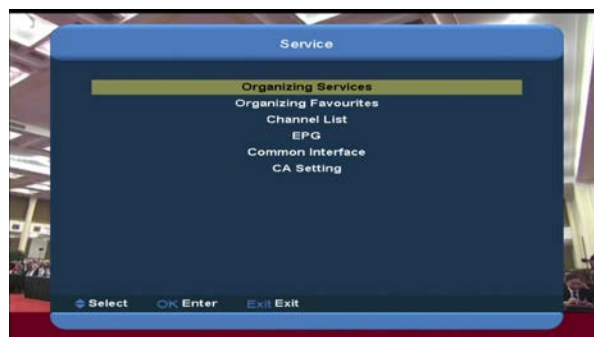 Service
Organizing Services
Organizing Favourites
Channel List
EPG
Common Interface
CA Setting
Select OK Enter Exit Exit